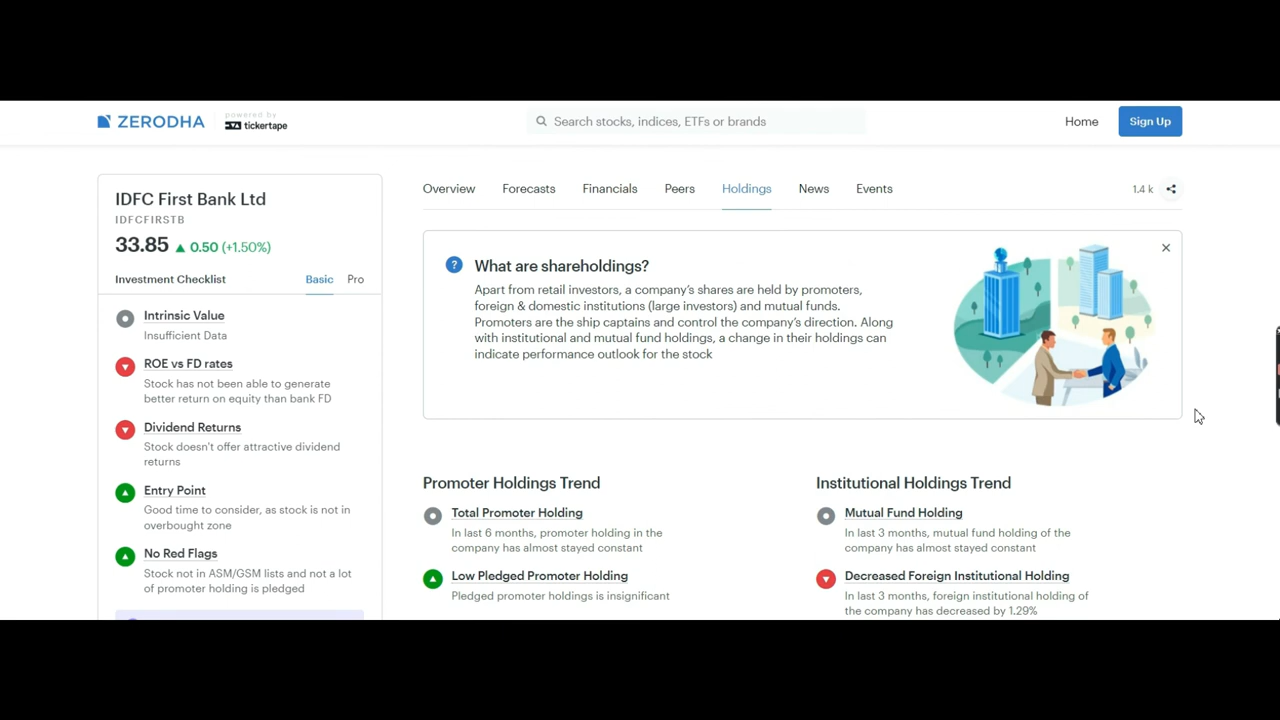 ZERODHA
powered by
tickertape
Search stocks, indices, ETFs or brands
Home
Sign Up
IDFC First Bank Ltd
IDFCFIRSTB
33.85 ▲ 0.50 (+1.50%)
Investment Checklist
Basic
Pro
Intrinsic Value
Insufficient Data
ROE vs FD rates
Stock has not been able to generate
better return on equity than bank FD
Dividend Returns
Stock doesn't offer attractive dividend
returns
Entry Point
Good time to consider, as stock is not in
overbought zone
No Red Flags
Stock not in ASM/GSM lists and not a lot
of promoter holding is pledged
Overview
Forecasts
Financials
Peers
Holdings
News
Events
1.4 k
? What are shareholdings?
Apart from retail investors, a company's shares are held by promoters,
foreign & domestic institutions (large investors) and mutual funds.
Promoters are the ship captains and control the company's direction. Along
with institutional and mutual fund holdings, a change in their holdings can
indicate performance outlook for the stock
Promoter Holdings Trend
Total Promoter Holding
In last 6 months, promoter holding in the
company has almost stayed constant
Low Pledged Promoter Holding
Pledged promoter holdings is insignificant
Institutional Holdings Trend
Mutual Fund Holding
In last 3 months, mutual fund holding of the
company has almost stayed constant
Decreased Foreign Institutional Holding
In last 3 months, foreign institutional holding of
the company has decreased by 1.29%